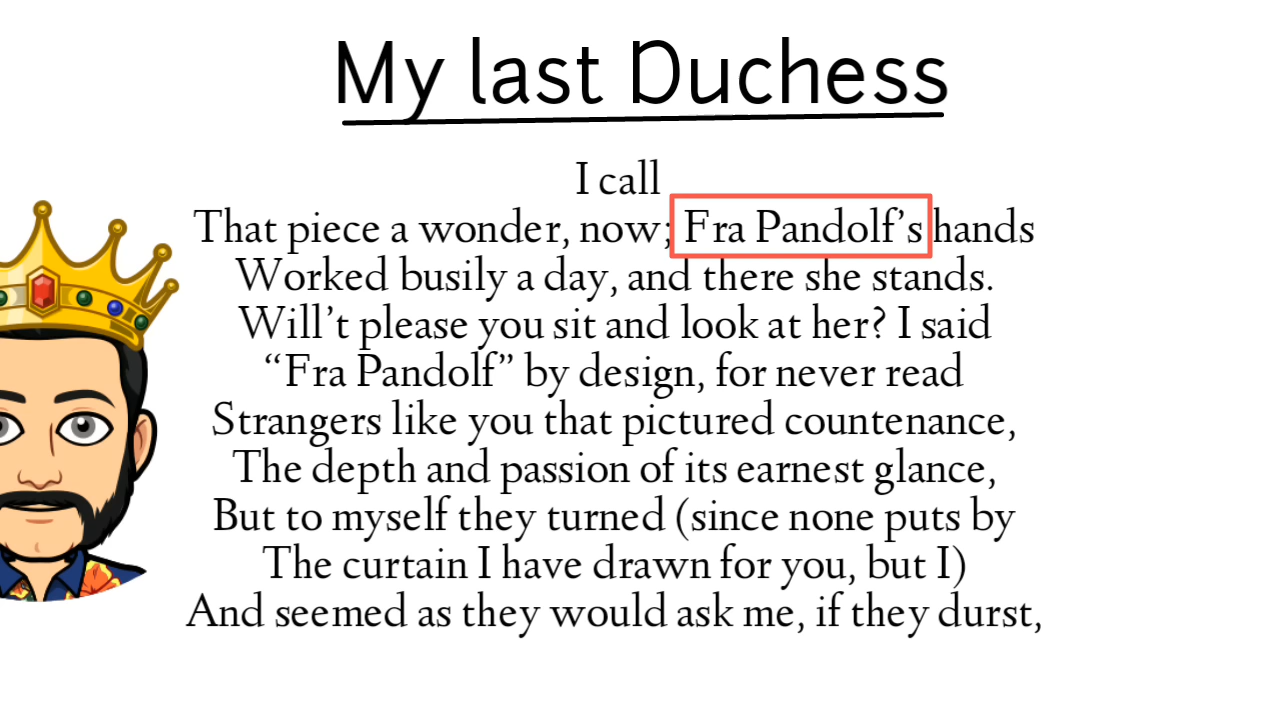 My last Duchess
I call
That piece a wonder, now; Fra Pandolf’s hands
Worked busily a day, and there she stands.
Will’t please you sit and look at her? I said
“Fra Pandolf” by design, for never read
Strangers like you that pictured countenance,
The depth and passion of its earnest glance,
But to myself they turned (since none puts by
The curtain I have drawn for you, but I)
And seemed as they would ask me, if they durst,